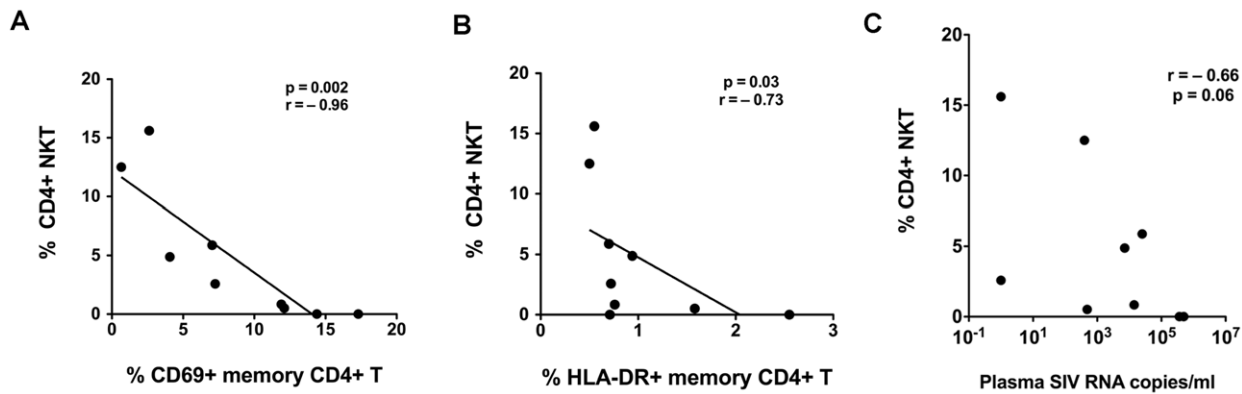 A
p = 0.002
r = – 0.96
20
15
10
5
0
% CD4+ NKT
0 5 10 15 20
% CD69+ memory CD4+ T
B
p = 0.03
r = – 0.73
20
15
10
5
0
% CD4+ NKT
0 1 2 3
% HLA-DR+ memory CD4+ T
C
r = – 0.66
p = 0.06
20
15
10
5
0
% CD4+ NKT
10⁻¹ 10¹ 10³ 10⁵ 10⁷
Plasma SIV RNA copies/ml